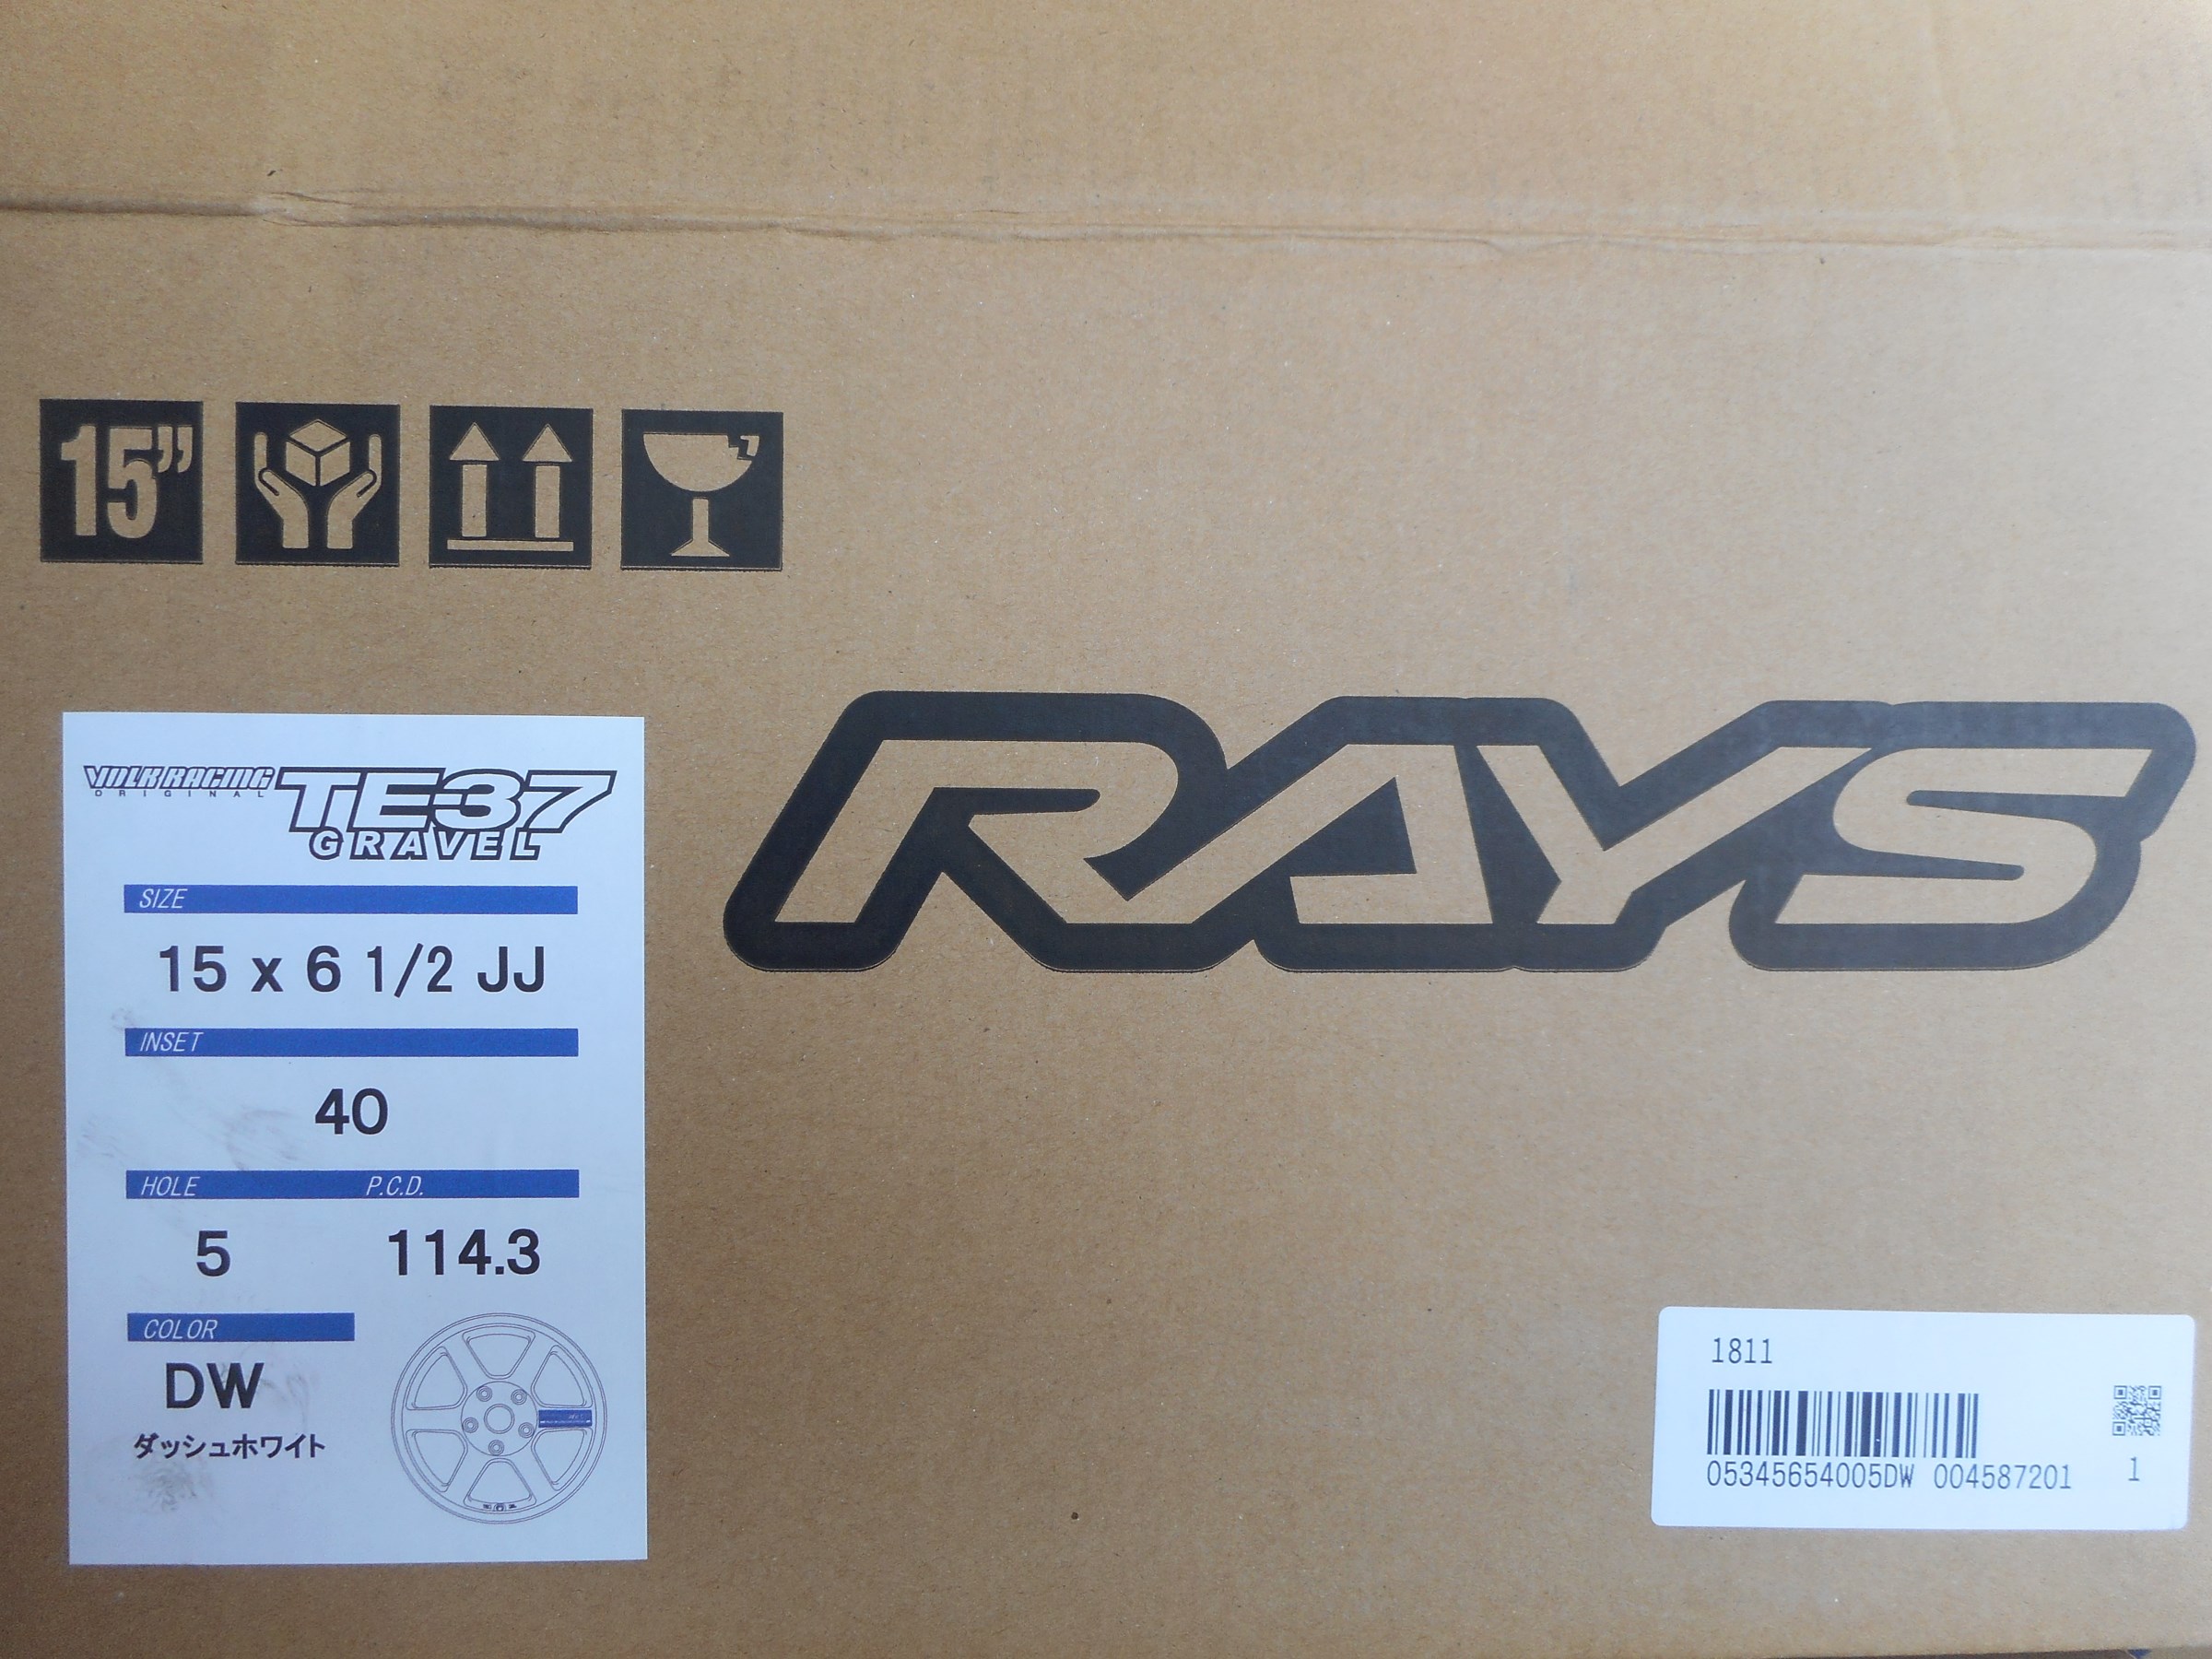 15”
RAYS
VOLK RACING
ORIGINAL
TE37
GRAVEL
SIZE
15 x 6 1/2 JJ
INSET
40
HOLE P.C.D.
5 114.3
COLOR
DW
ダッシュホワイト
1811
05345654005DW 004587201 1